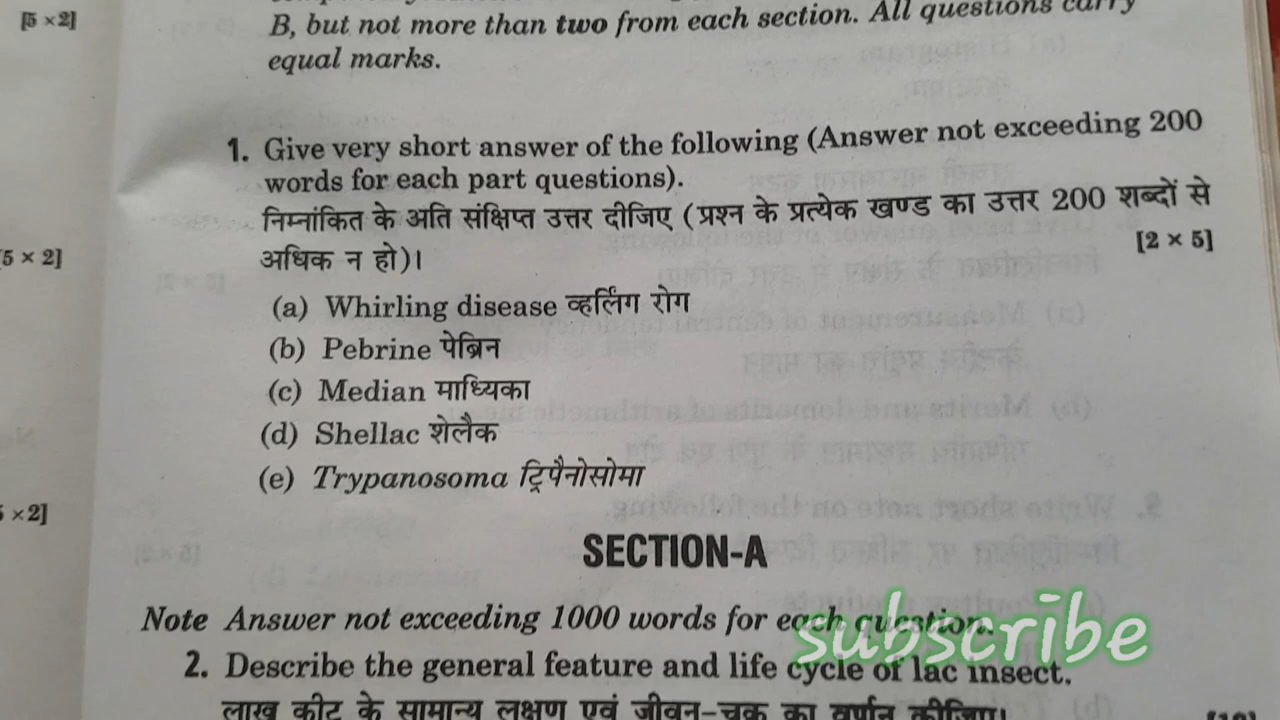 [5 ×2]
B, but not more than two from each section. All questions carry
equal marks.
1. Give very short answer of the following (Answer not exceeding 200
words for each part questions).
निम्नांकित के अति संक्षिप्त उत्तर दीजिए (प्रश्न के प्रत्येक खण्ड का उत्तर 200 शब्दों से
अधिक न हो)।
[2 × 5]
5 × 2]
(a) Whirling disease व्हर्लिंग रोग
(b) Pebrine पेब्रिन
(c) Median माध्यिका
(d) Shellac शेलैक
(e) Trypanosoma ट्रिपैनोसोमा
×2]
SECTION-A
Note Answer not exceeding 1000 words for each question.
subscribe
2. Describe the general feature and life cycle of lac insect.
लाख कीट के सामान्य लक्षण एवं जीवन-चक्र का वर्णन कीजिए।